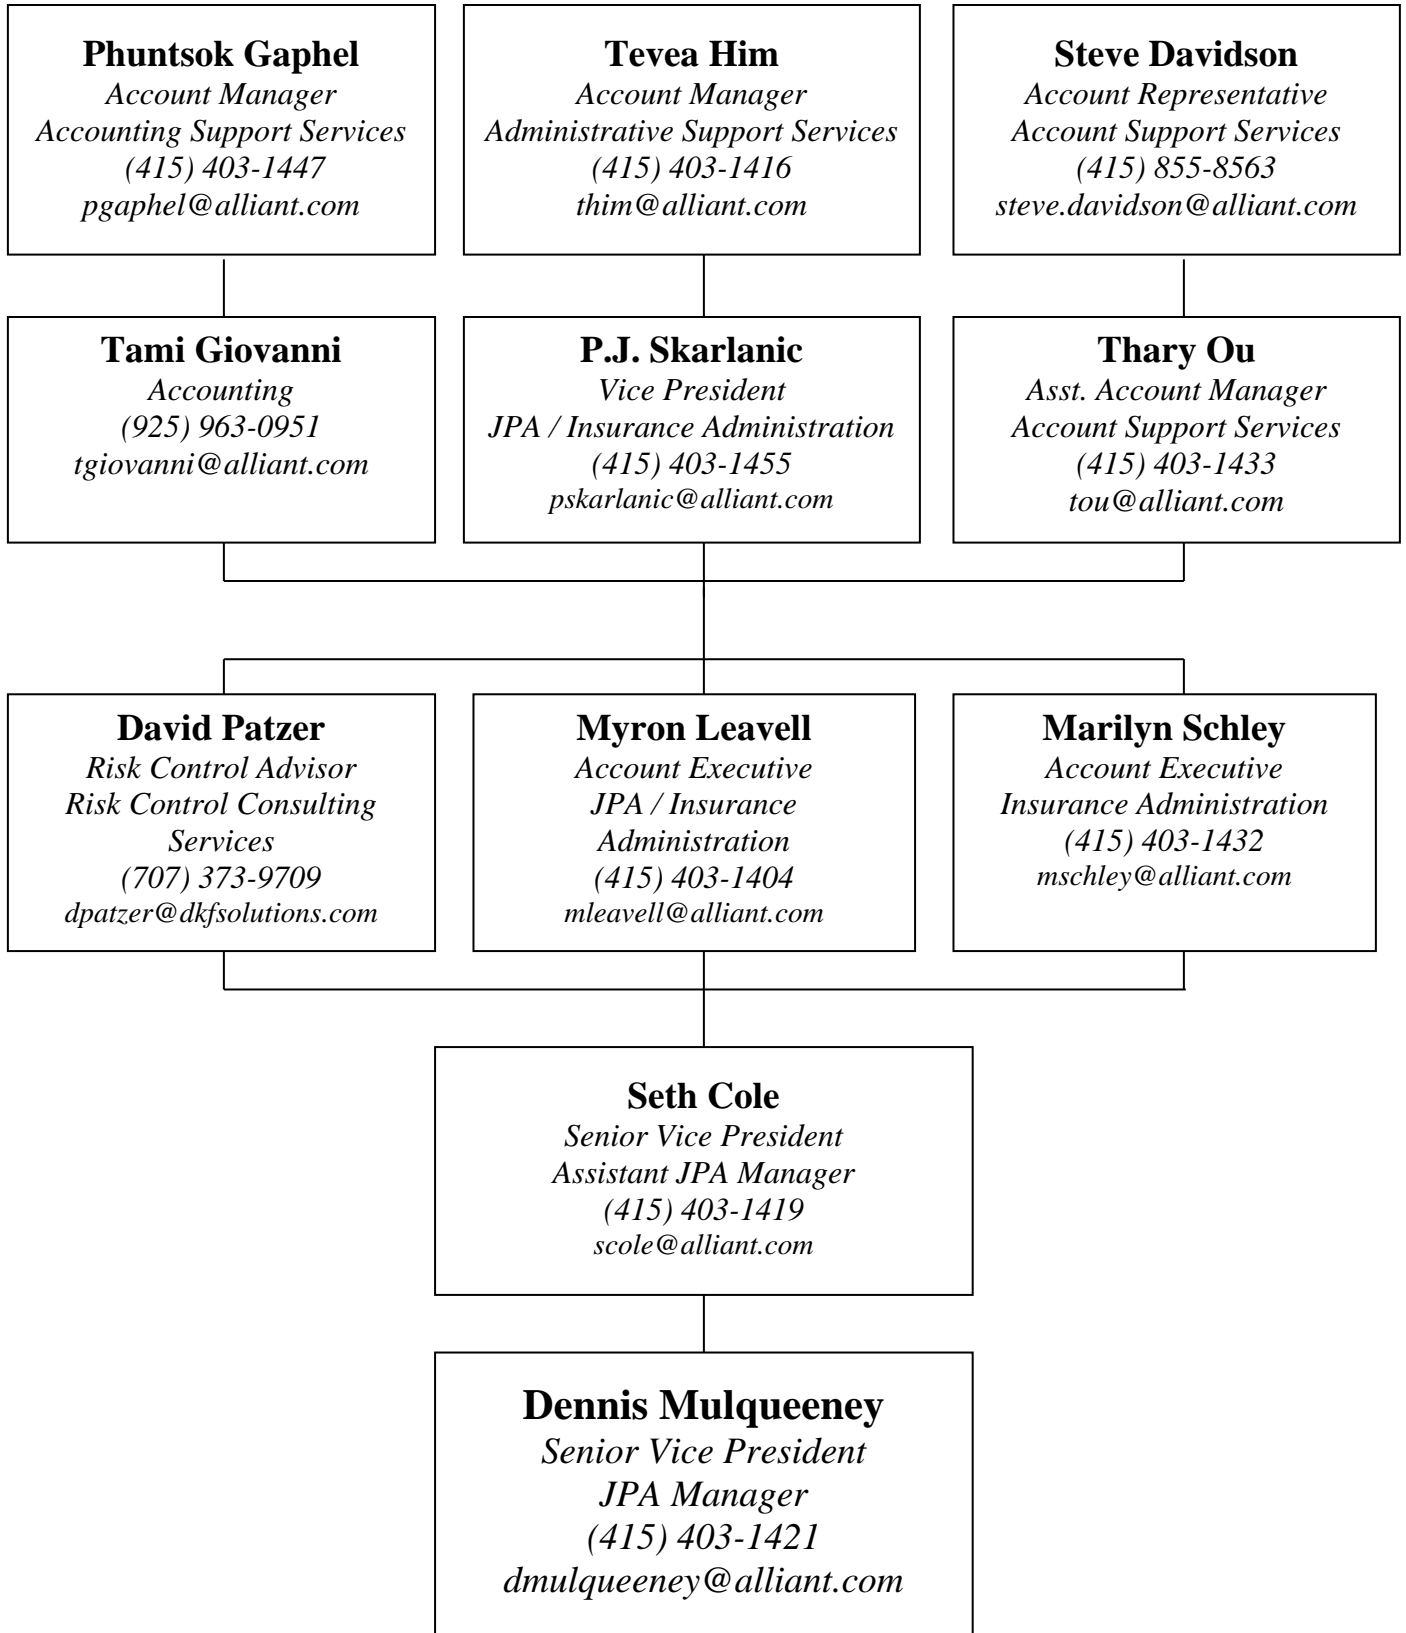 Phuntsok Gaphel
Account Manager
Accounting Support Services
(415) 403-1447
pgaphel@alliant.com
Tevea Him
Account Manager
Administrative Support Services
(415) 403-1416
thim@alliant.com
Steve Davidson
Account Representative
Account Support Services
(415) 855-8563
steve.davidson@alliant.com
Tami Giovanni
Accounting
(925) 963-0951
tgiovanni@alliant.com
P.J. Skarlanic
Vice President
JPA / Insurance Administration
(415) 403-1455
pskarlanic@alliant.com
Thary Ou
Asst. Account Manager
Account Support Services
(415) 403-1433
tou@alliant.com
David Patzer
Risk Control Advisor
Risk Control Consulting
Services
(707) 373-9709
dpatzer@dkfsolutions.com
Myron Leavell
Account Executive
JPA / Insurance
Administration
(415) 403-1404
mleavell@alliant.com
Marilyn Schley
Account Executive
Insurance Administration
(415) 403-1432
mschley@alliant.com
Seth Cole
Senior Vice President
Assistant JPA Manager
(415) 403-1419
scole@alliant.com
Dennis Mulqueeney
Senior Vice President
JPA Manager
(415) 403-1421
dmulqueeney@alliant.com